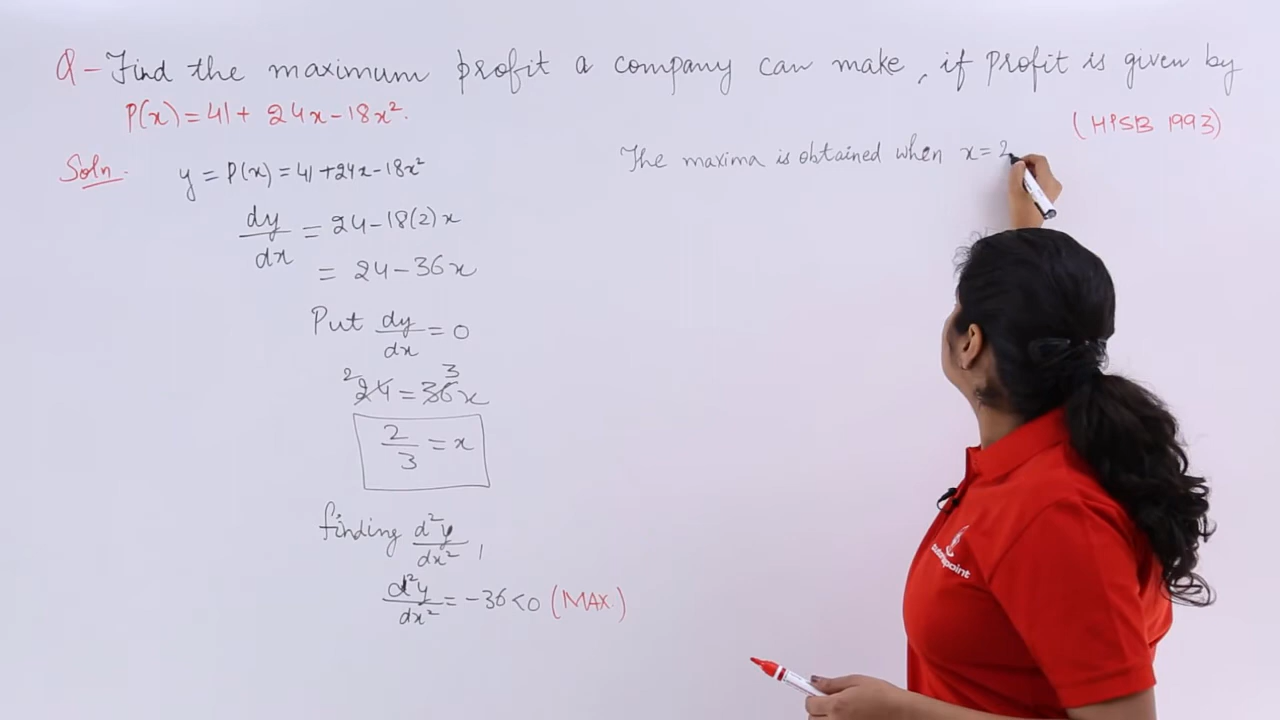 Q - Find the maximum profit a company can make, if Profit is given by
P(x) = 41 + 24x - 18x².
(HPSB 1993)
Soln.
y = P(x) = 41 + 24x - 18x²
dy/dx = 24 - 18(2)x
= 24 - 36x
Put dy/dx = 0
2 3
24 = 36x
2/3 = x
finding d²y/dx²,
d²y/dx² = -36 < 0 (MAX.)
The maxima is obtained when x = 2